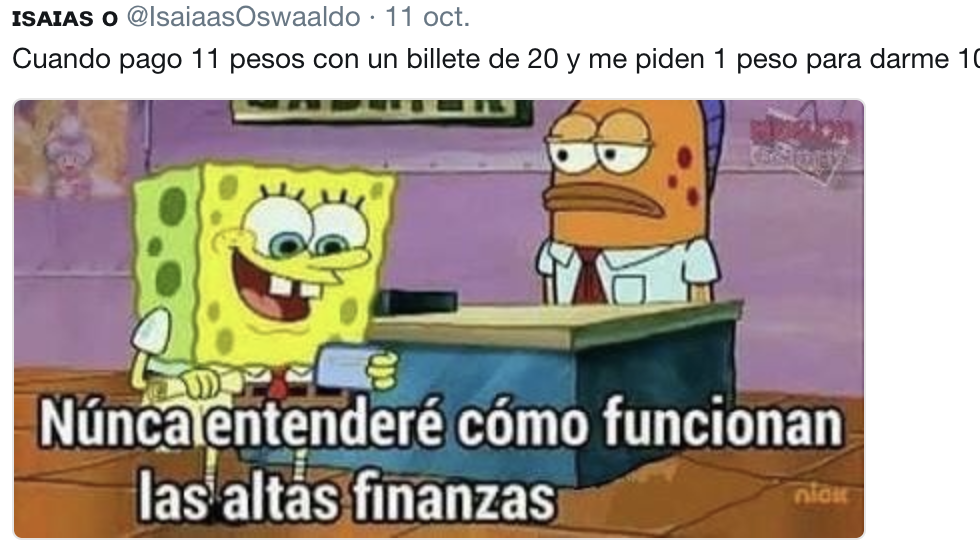 ISAIAS O @IsaiaasOswaaldo · 11 oct.
Cuando pago 11 pesos con un billete de 20 y me piden 1 peso para darme 10
Núnca entenderé cómo funcionan
las altas finanzas
nick